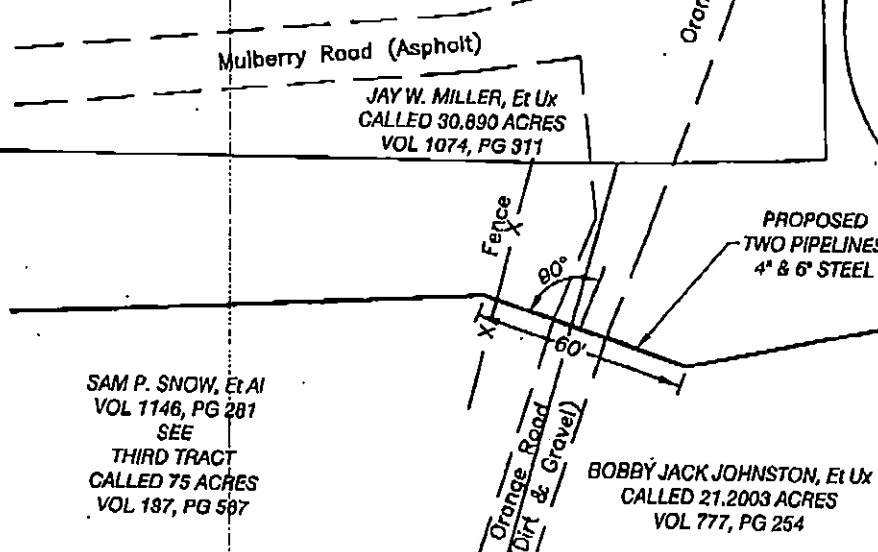 Mulberry Road (Asphalt)
JAY W. MILLER, Et Ux
CALLED 30.890 ACRES
VOL 1074, PG 311
Fence
X
X
90°
60'
PROPOSED
TWO PIPELINES
4" & 6" STEEL
SAM P. SNOW, Et Al
VOL 1146, PG 281
SEE
THIRD TRACT
CALLED 75 ACRES
VOL 187, PG 587
Orange Road
Dirt & Gravel)
BOBBY JACK JOHNSTON, Et Ux
CALLED 21.2003 ACRES
VOL 777, PG 254